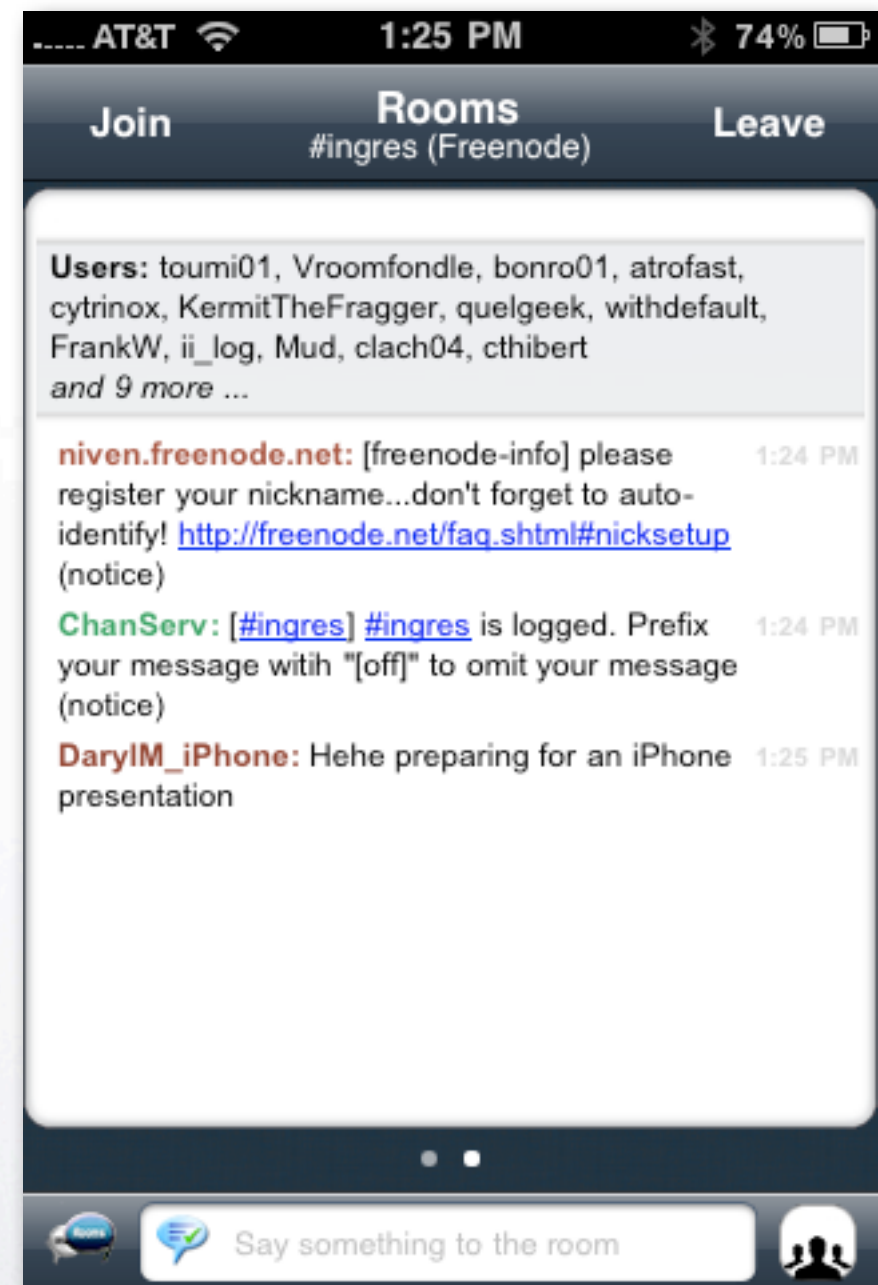 ..... AT&T 1:25 PM 74%
Join Rooms Leave
#ingres (Freenode)
Users: toumi01, Vroomfondle, bonro01, atrofast,
cytrinox, KermitTheFragger, quelgeek, withdefault,
FrankW, ii_log, Mud, clach04, cthibert
and 9 more ...
niven.freenode.net: [freenode-info] please 1:24 PM
register your nickname...don't forget to auto-
identify! http://freenode.net/faq.shtml#nicksetup
(notice)
ChanServ: [#ingres] #ingres is logged. Prefix 1:24 PM
your message witih "[off]" to omit your message
(notice)
DarylM_iPhone: Hehe preparing for an iPhone 1:25 PM
presentation
Rooms Say something to the room